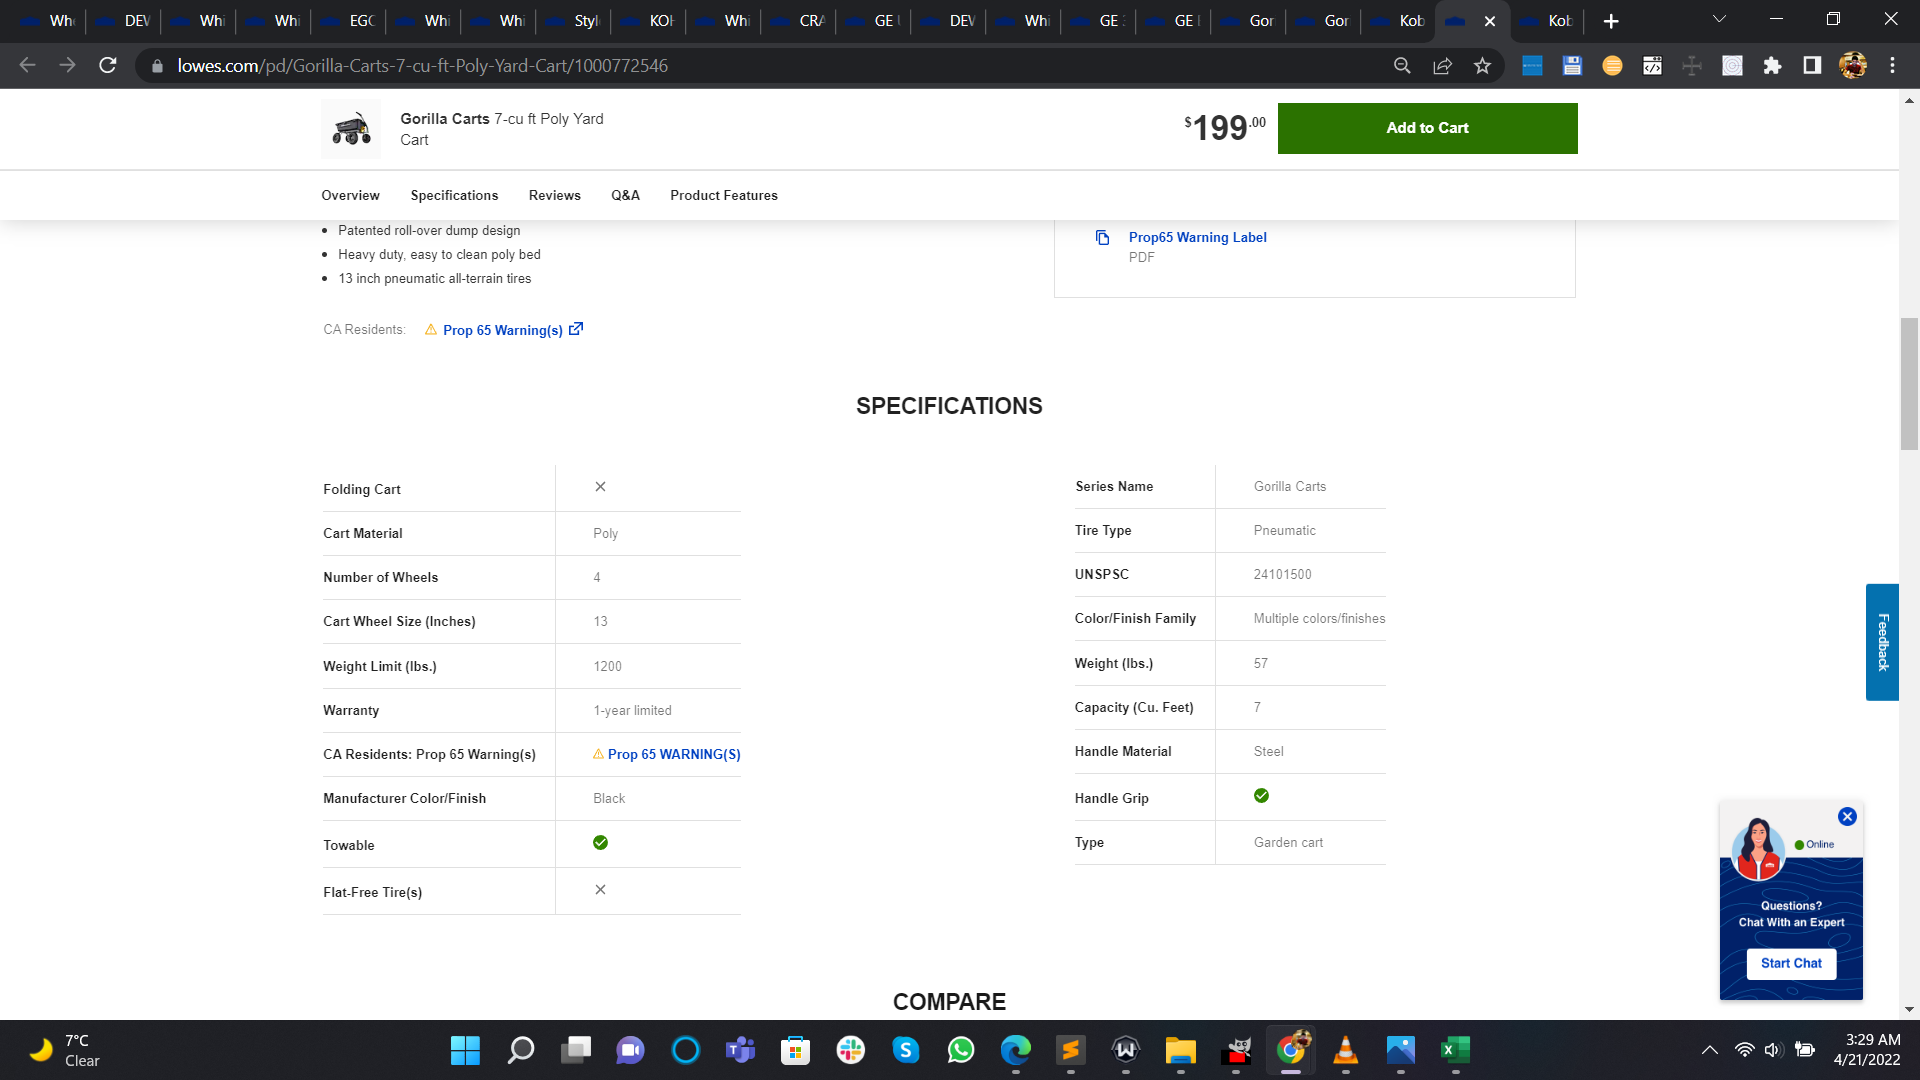 Whe
DEW
Whi
Whi
EGO
Whi
Whi
Style
KOH
Whi
CRA
GE U
DEW
Whi
GE 3
GE I
Gor
Gor
Kob
Kob
lowes.com/pd/Gorilla-Carts-7-cu-ft-Poly-Yard-Cart/1000772546
Gorilla Carts 7-cu ft Poly Yard
Cart
$199.00
Add to Cart
Overview
Specifications
Reviews
Q&A
Product Features
Patented roll-over dump design
Heavy duty, easy to clean poly bed
13 inch pneumatic all-terrain tires
Prop65 Warning Label
PDF
CA Residents: Prop 65 Warning(s)
SPECIFICATIONS
Folding Cart
Cart Material Poly
Number of Wheels 4
Cart Wheel Size (Inches) 13
Weight Limit (lbs.) 1200
Warranty 1-year limited
CA Residents: Prop 65 Warning(s) Prop 65 WARNING(S)
Manufacturer Color/Finish Black
Towable
Flat-Free Tire(s)
Series Name Gorilla Carts
Tire Type Pneumatic
UNSPSC 24101500
Color/Finish Family Multiple colors/finishes
Weight (lbs.) 57
Capacity (Cu. Feet) 7
Handle Material Steel
Handle Grip
Type Garden cart
Feedback
Online
Questions?
Chat With an Expert
Start Chat
COMPARE
7°C
Clear
3:29 AM
4/21/2022